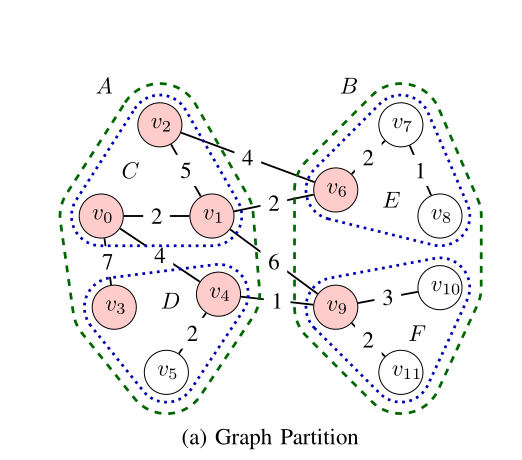 A B
v2 v7
4 2
C 5 1
v6
E
v0 2 v1 2 v8
7 4 6
v3 D v4 1 v9 3 v10
2 2 F
v5 v11
(a) Graph Partition